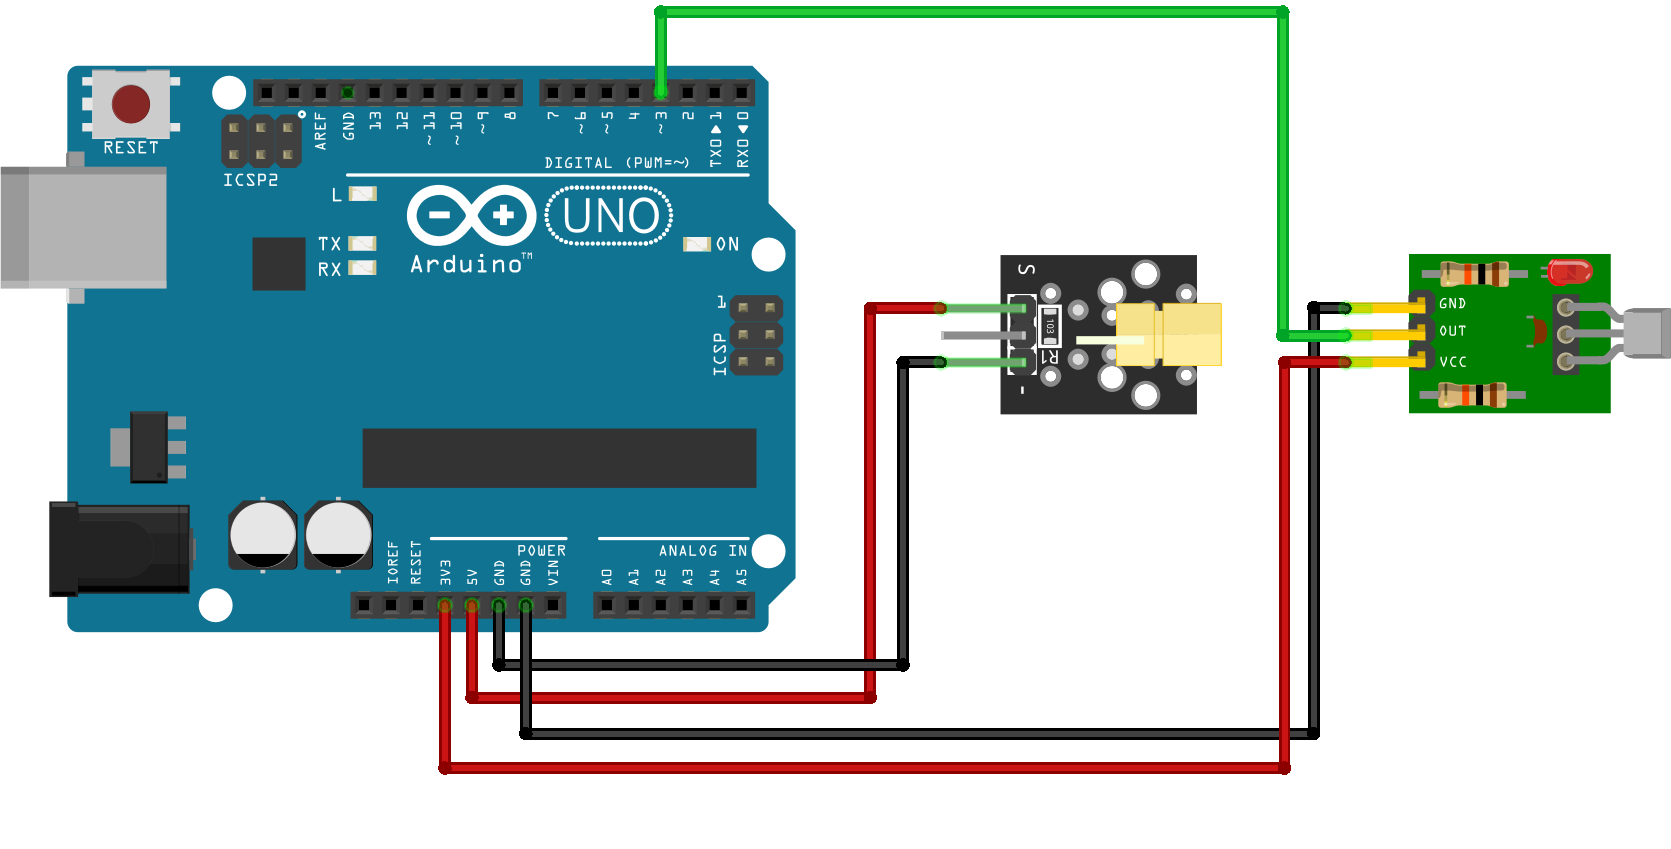 RESET
ICSP2
AREF
GND
13
12
~11
~10
~9
8
7
~6
~5
4
~3
2
TX0▶1
RX0◀0
DIGITAL (PWM=~)
L
TX
RX
UNO
Arduino™
ON
1
ICSP
IOREF
RESET
3V3
5V
GND
GND
VIN
POWER
ANALOG IN
A0
A1
A2
A3
A4
A5
S
103
R1
-
GND
OUT
VCC